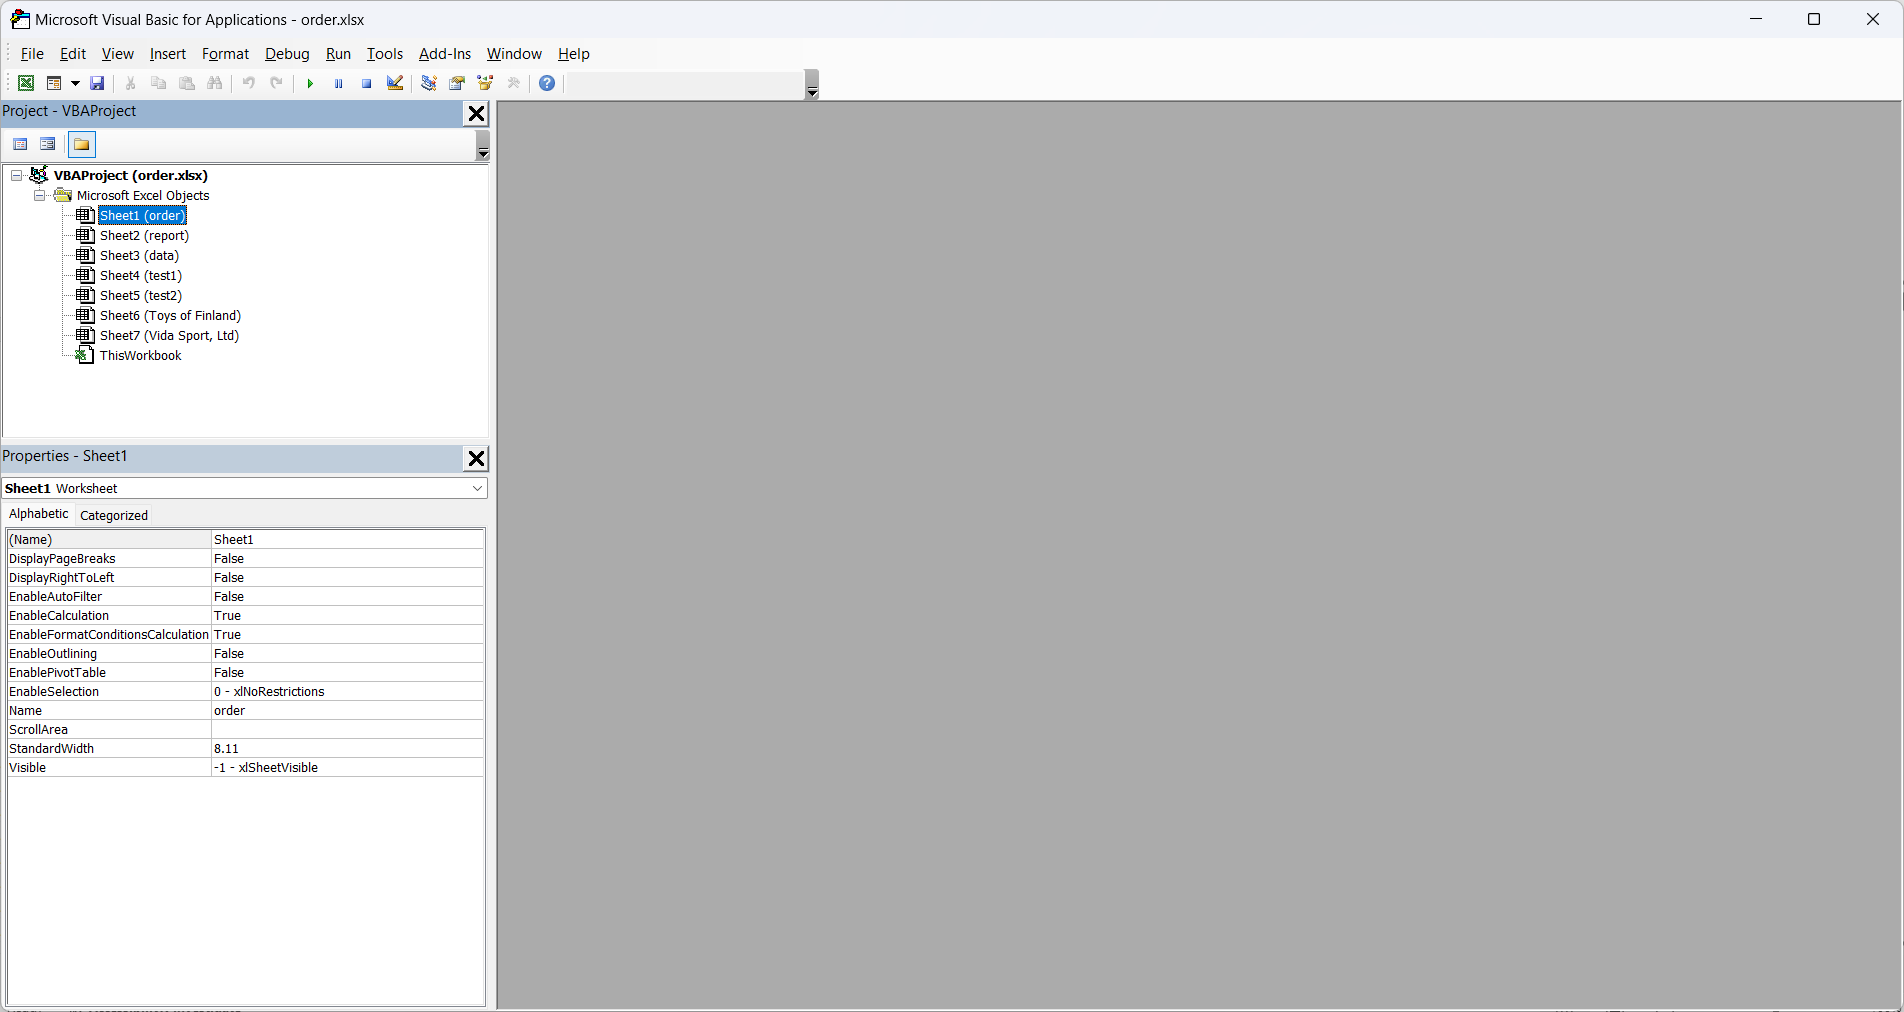 Microsoft Visual Basic for Applications - order.xlsx
File Edit View Insert Format Debug Run Tools Add-Ins Window Help
Project - VBAProject
VBAProject (order.xlsx)
Microsoft Excel Objects
Sheet1 (order)
Sheet2 (report)
Sheet3 (data)
Sheet4 (test1)
Sheet5 (test2)
Sheet6 (Toys of Finland)
Sheet7 (Vida Sport, Ltd)
ThisWorkbook
Properties - Sheet1
Sheet1 Worksheet
Alphabetic Categorized
(Name) Sheet1
DisplayPageBreaks False
DisplayRightToLeft False
EnableAutoFilter False
EnableCalculation True
EnableFormatConditionsCalculation True
EnableOutlining False
EnablePivotTable False
EnableSelection 0 - xlNoRestrictions
Name order
ScrollArea
StandardWidth 8.11
Visible -1 - xlSheetVisible